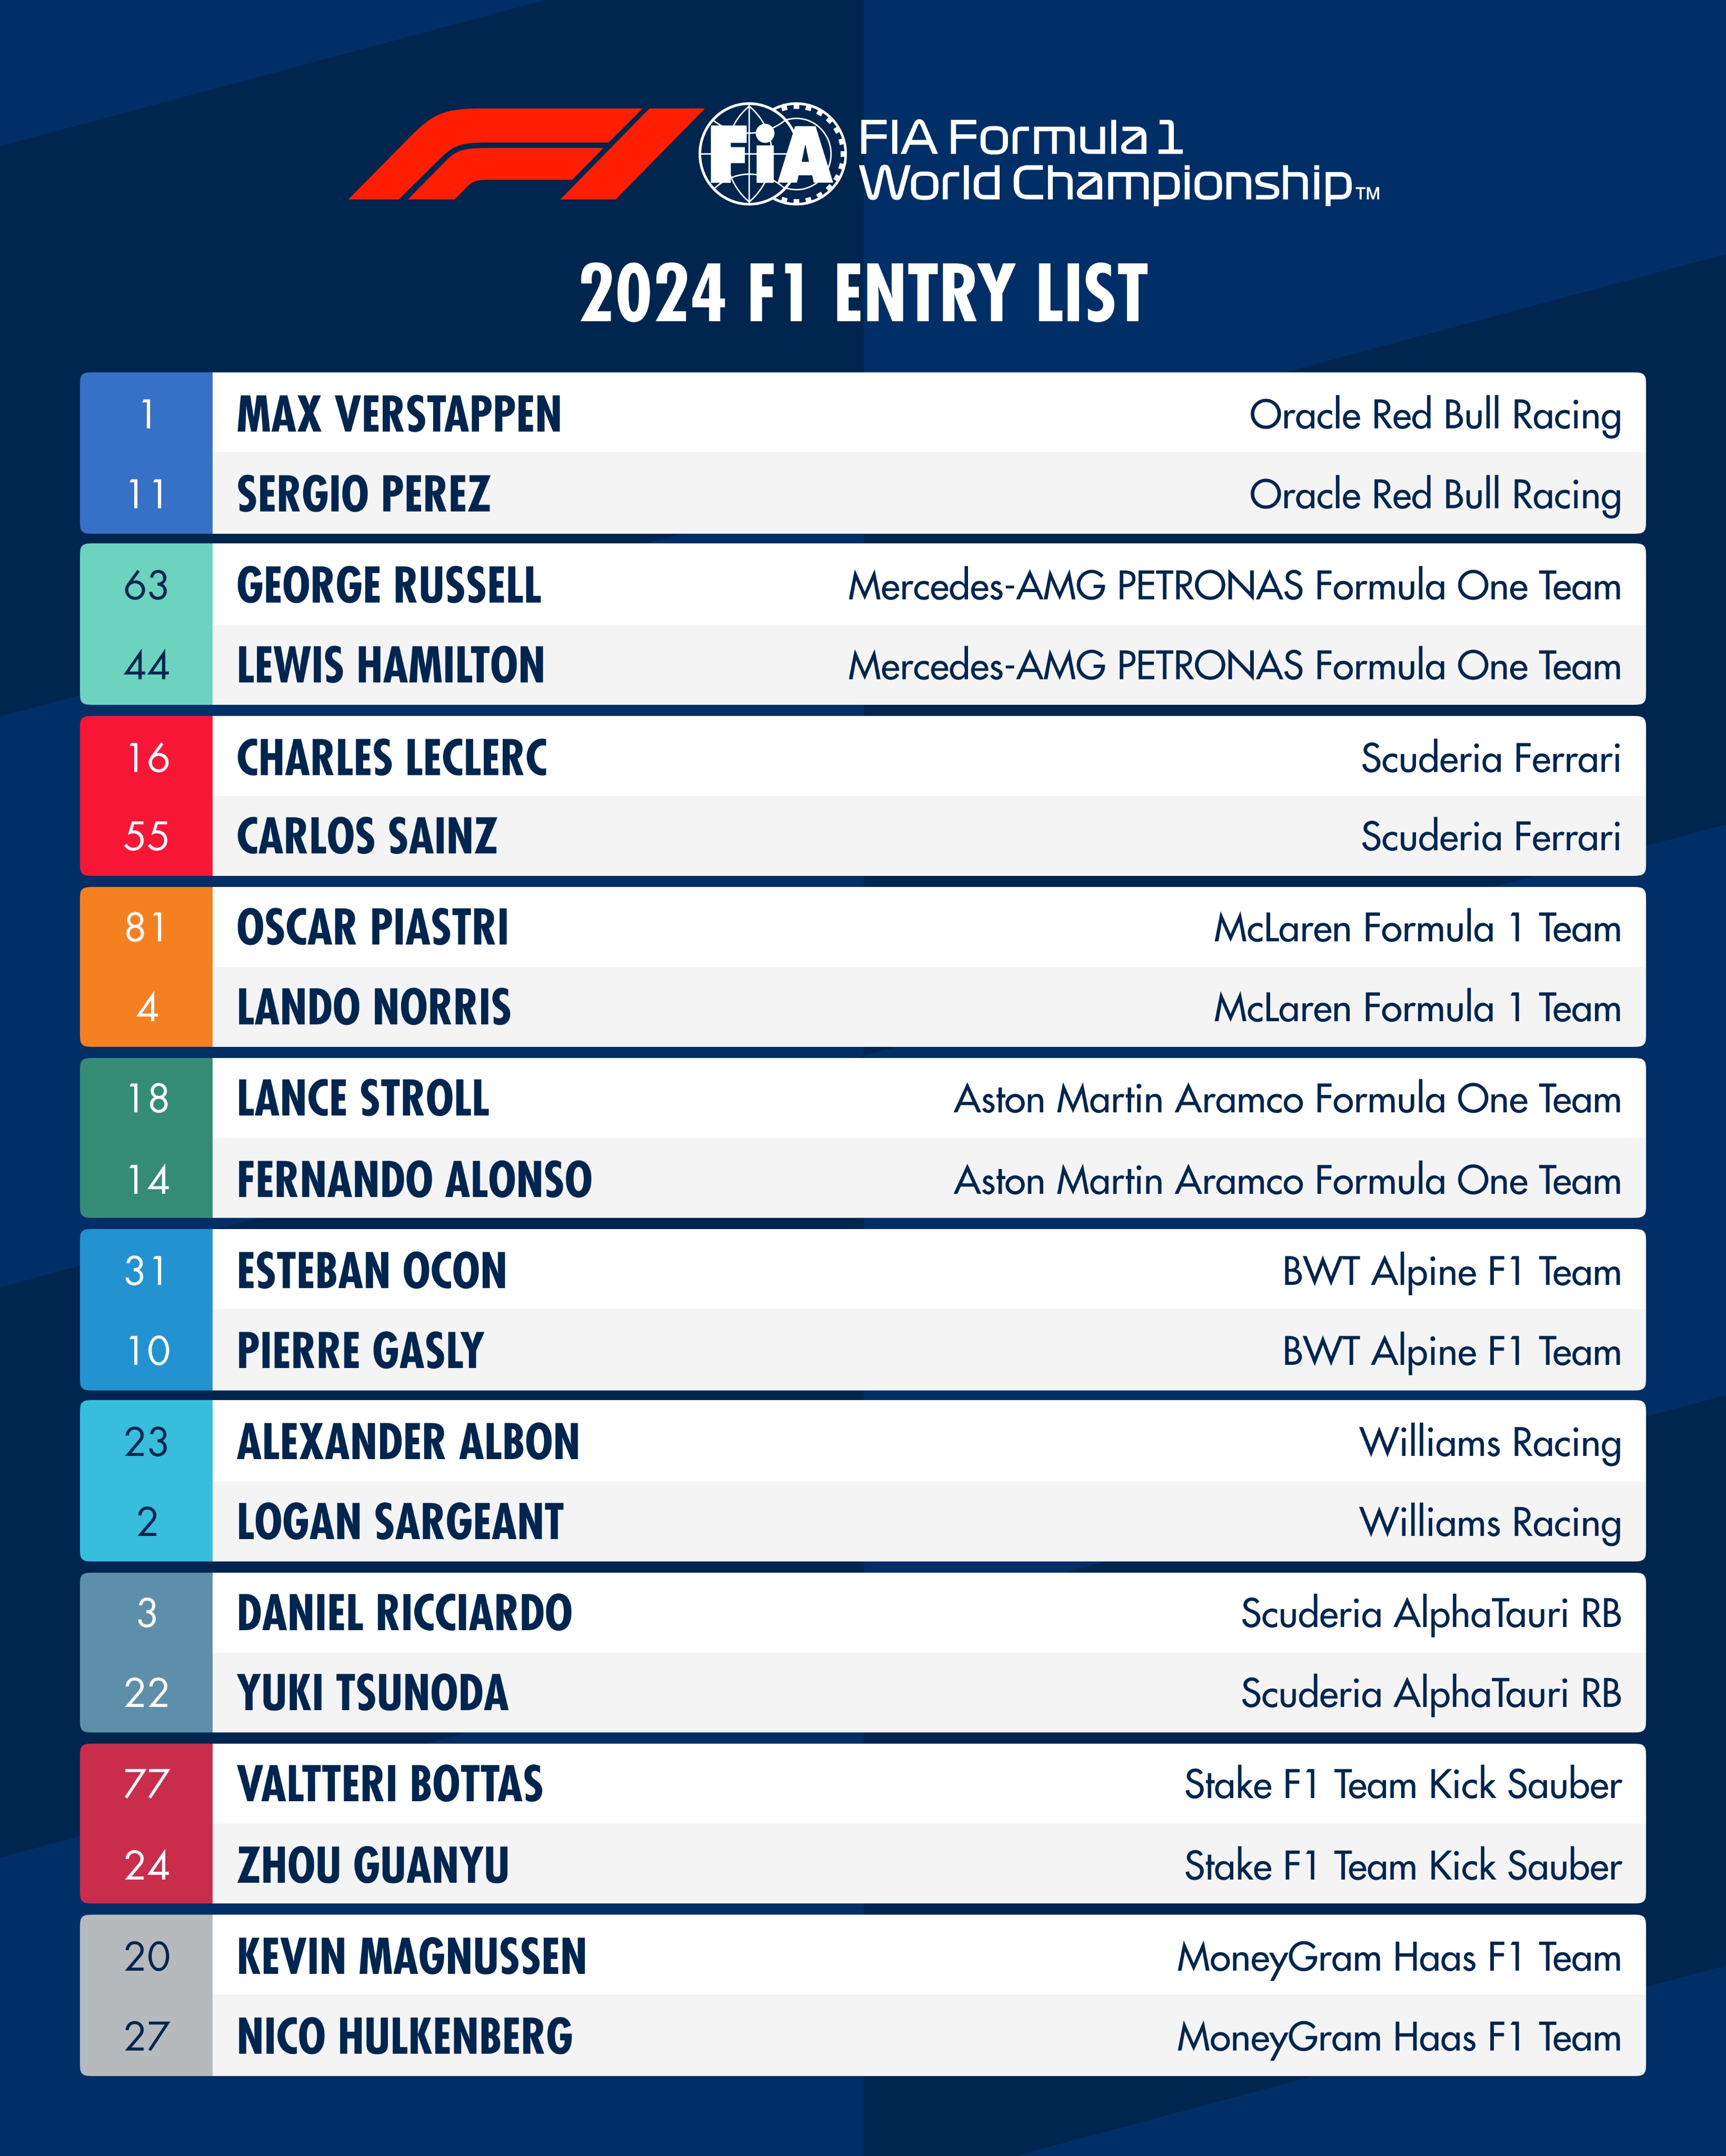 F1 FiA FIA Formula 1
World Championship™
2024 F1 ENTRY LIST
1 MAX VERSTAPPEN Oracle Red Bull Racing
11 SERGIO PEREZ Oracle Red Bull Racing
63 GEORGE RUSSELL Mercedes-AMG PETRONAS Formula One Team
44 LEWIS HAMILTON Mercedes-AMG PETRONAS Formula One Team
16 CHARLES LECLERC Scuderia Ferrari
55 CARLOS SAINZ Scuderia Ferrari
81 OSCAR PIASTRI McLaren Formula 1 Team
4 LANDO NORRIS McLaren Formula 1 Team
18 LANCE STROLL Aston Martin Aramco Formula One Team
14 FERNANDO ALONSO Aston Martin Aramco Formula One Team
31 ESTEBAN OCON BWT Alpine F1 Team
10 PIERRE GASLY BWT Alpine F1 Team
23 ALEXANDER ALBON Williams Racing
2 LOGAN SARGEANT Williams Racing
3 DANIEL RICCIARDO Scuderia AlphaTauri RB
22 YUKI TSUNODA Scuderia AlphaTauri RB
77 VALTTERI BOTTAS Stake F1 Team Kick Sauber
24 ZHOU GUANYU Stake F1 Team Kick Sauber
20 KEVIN MAGNUSSEN MoneyGram Haas F1 Team
27 NICO HULKENBERG MoneyGram Haas F1 Team